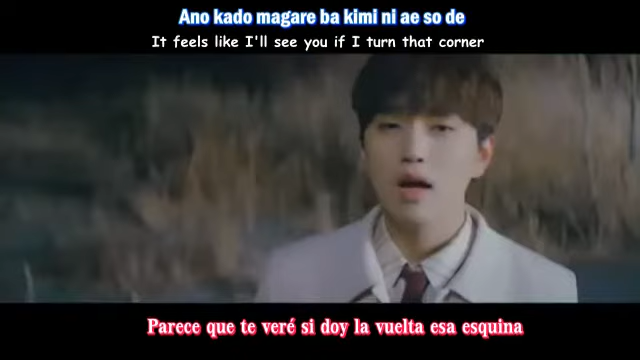 Ano kado magare ba kimi ni ae so de
It feels like I'll see you if I turn that corner
Parece que te veré si doy la vuelta esa esquina